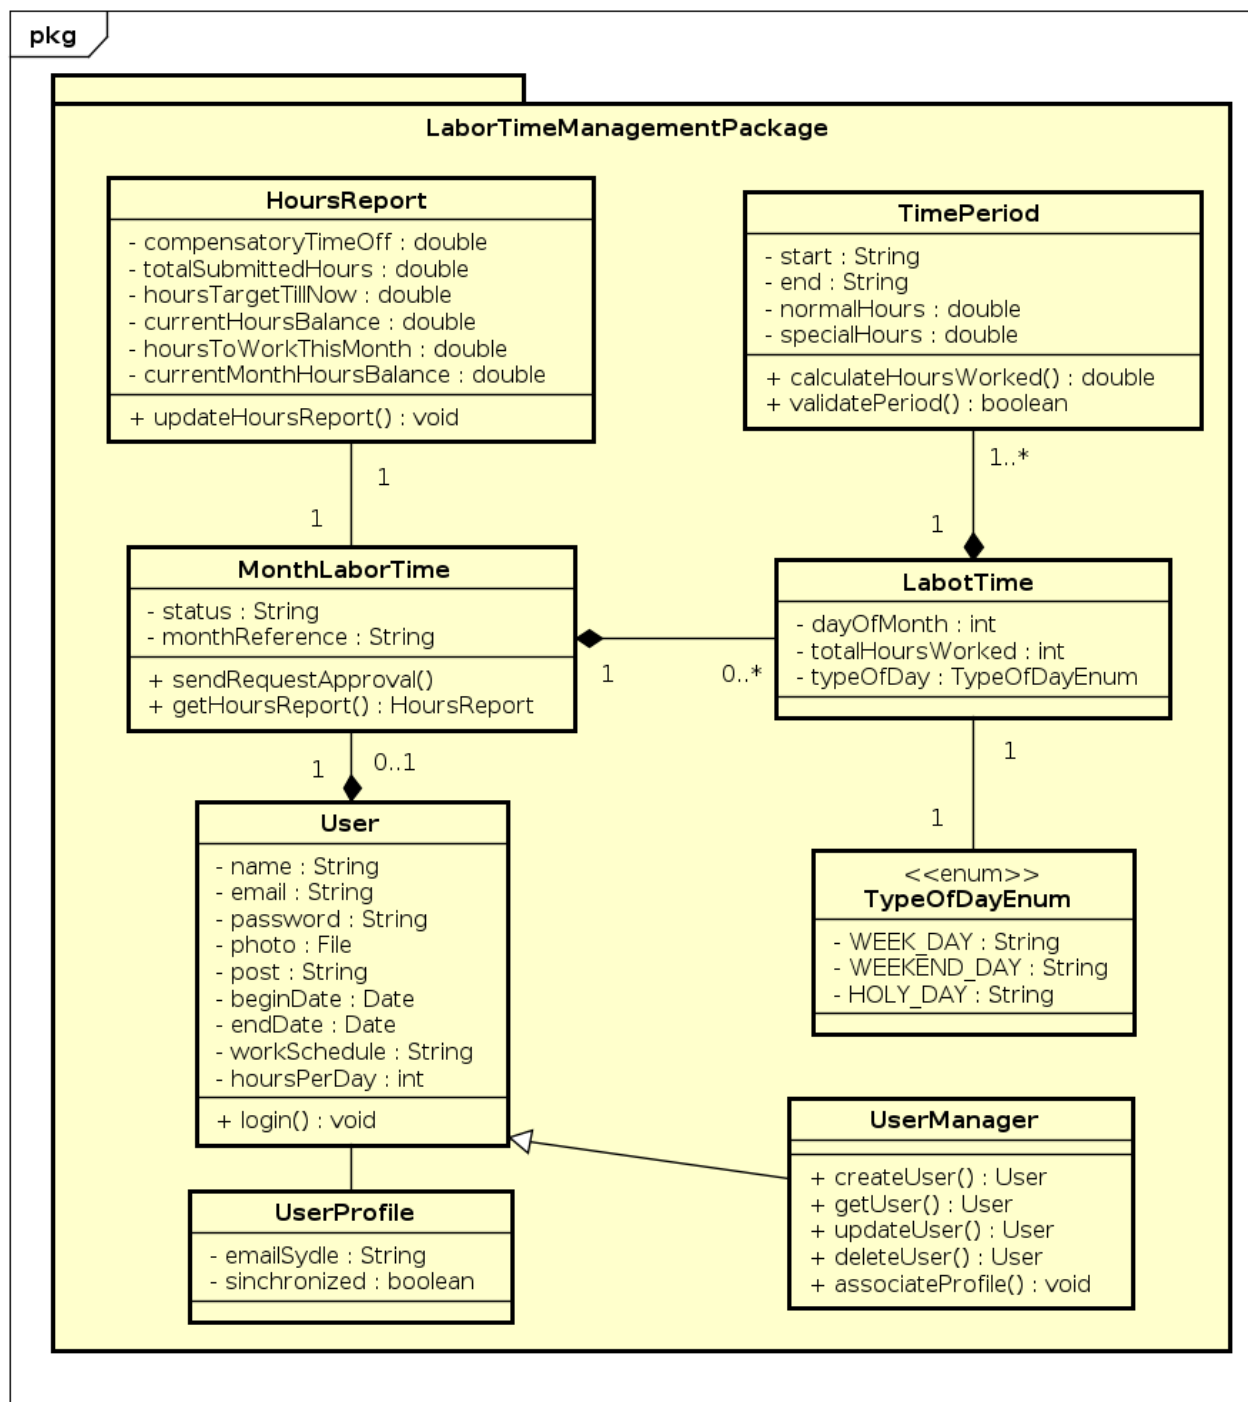 pkg
LaborTimeManagementPackage
HoursReport
- compensatoryTimeOff : double
- totalSubmittedHours : double
- hoursTargetTillNow : double
- currentHoursBalance : double
- hoursToWorkThisMonth : double
- currentMonthHoursBalance : double
+ updateHoursReport() : void
TimePeriod
- start : String
- end : String
- normalHours : double
- specialHours : double
+ calculateHoursWorked() : double
+ validatePeriod() : boolean
1
1
1..*
1
MonthLaborTime
- status : String
- monthReference : String
+ sendRequestApproval()
+ getHoursReport() : HoursReport
1
0..*
LabotTime
- dayOfMonth : int
- totalHoursWorked : int
- typeOfDay : TypeOfDayEnum
1
0..1
1
1
User
- name : String
- email : String
- password : String
- photo : File
- post : String
- beginDate : Date
- endDate : Date
- workSchedule : String
- hoursPerDay : int
+ login() : void
<<enum>>
TypeOfDayEnum
- WEEK_DAY : String
- WEEKEND_DAY : String
- HOLY_DAY : String
UserManager
+ createUser() : User
+ getUser() : User
+ updateUser() : User
+ deleteUser() : User
+ associateProfile() : void
UserProfile
- emailSydle : String
- sinchronized : boolean